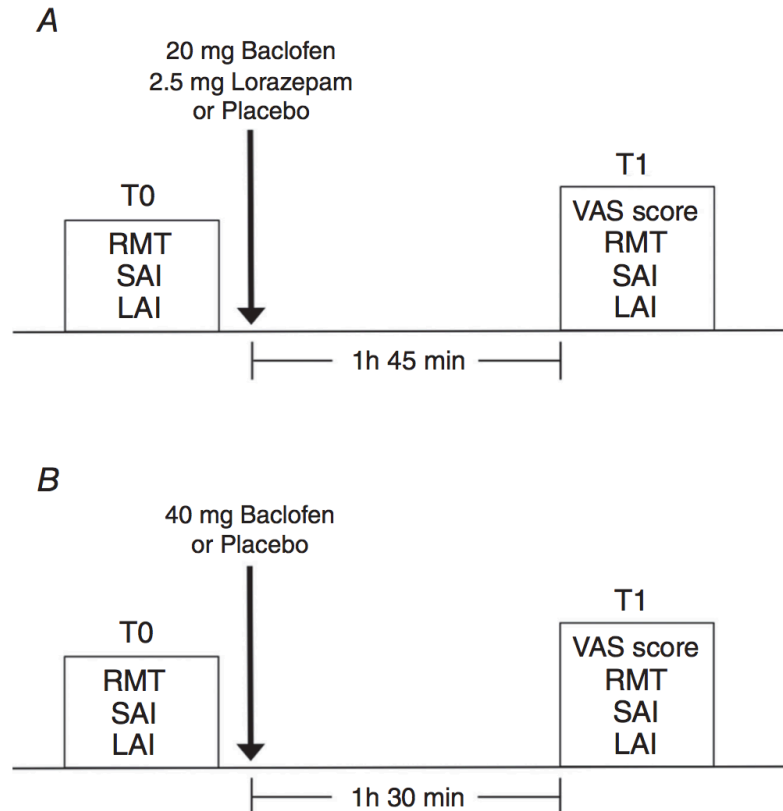 A
20 mg Baclofen
2.5 mg Lorazepam
or Placebo
T0
RMT
SAI
LAI
T1
VAS score
RMT
SAI
LAI
1h 45 min
B
40 mg Baclofen
or Placebo
T0
RMT
SAI
LAI
T1
VAS score
RMT
SAI
LAI
1h 30 min